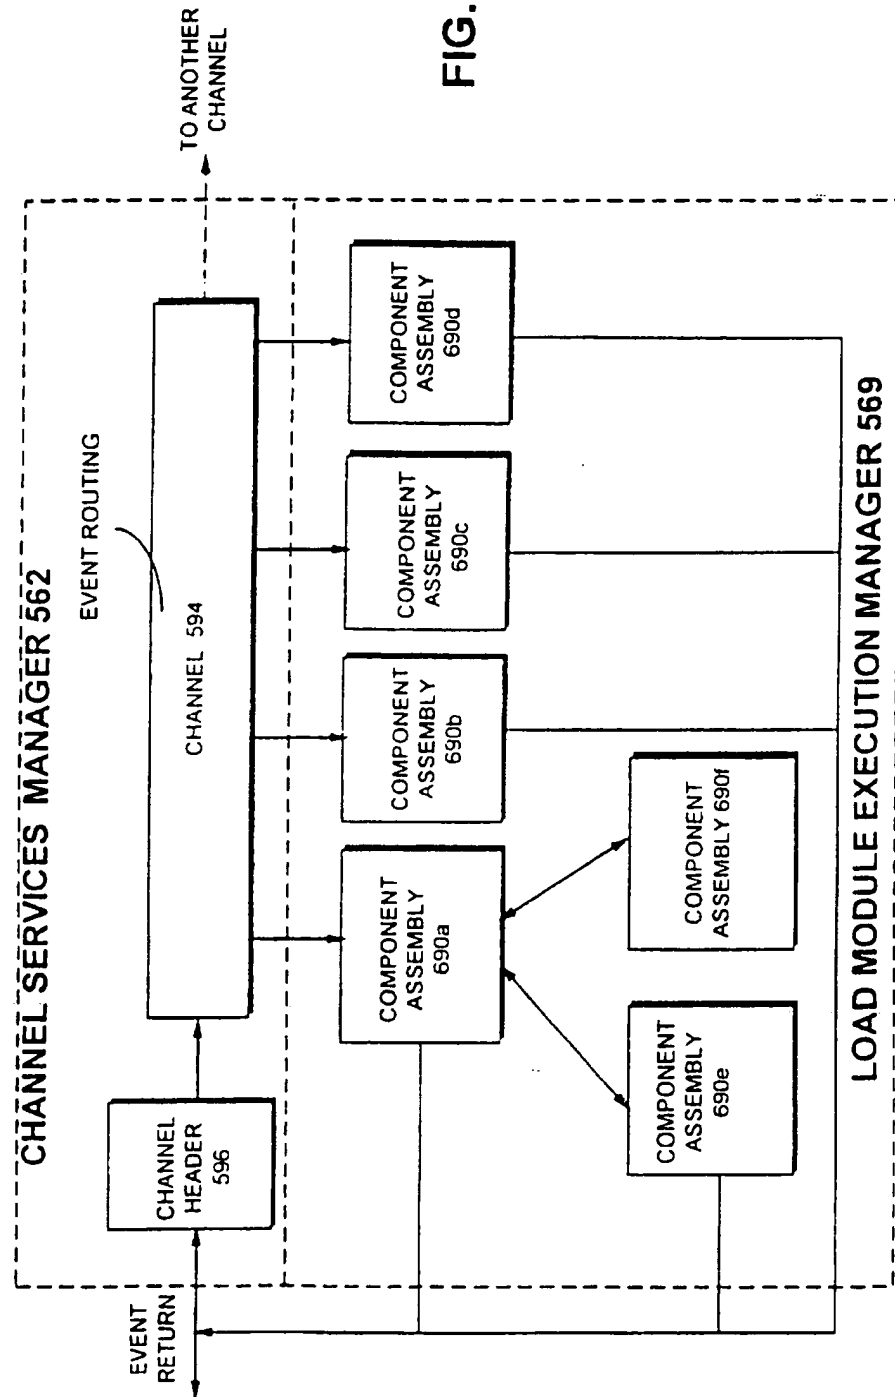 CHANNEL SERVICES MANAGER 562
EVENT ROUTING
TO ANOTHER
CHANNEL
EVENT
RETURN
CHANNEL
HEADER
596
CHANNEL 594
COMPONENT
ASSEMBLY
690a
COMPONENT
ASSEMBLY
690b
COMPONENT
ASSEMBLY
690c
COMPONENT
ASSEMBLY
690d
COMPONENT
ASSEMBLY
690e
COMPONENT
ASSEMBLY 690f
LOAD MODULE EXECUTION MANAGER 569
FIG.